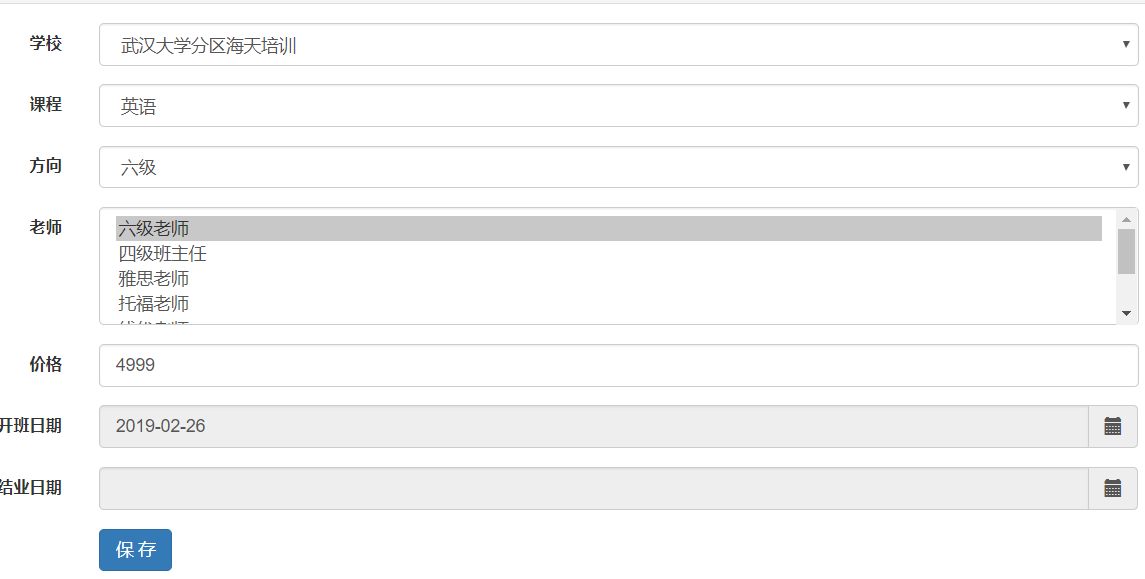 学校 武汉大学分区海天培训
课程 英语
方向 六级
老师 六级老师
四级班主任
雅思老师
托福老师
价格 4999
开班日期 2019-02-26
结业日期
保存